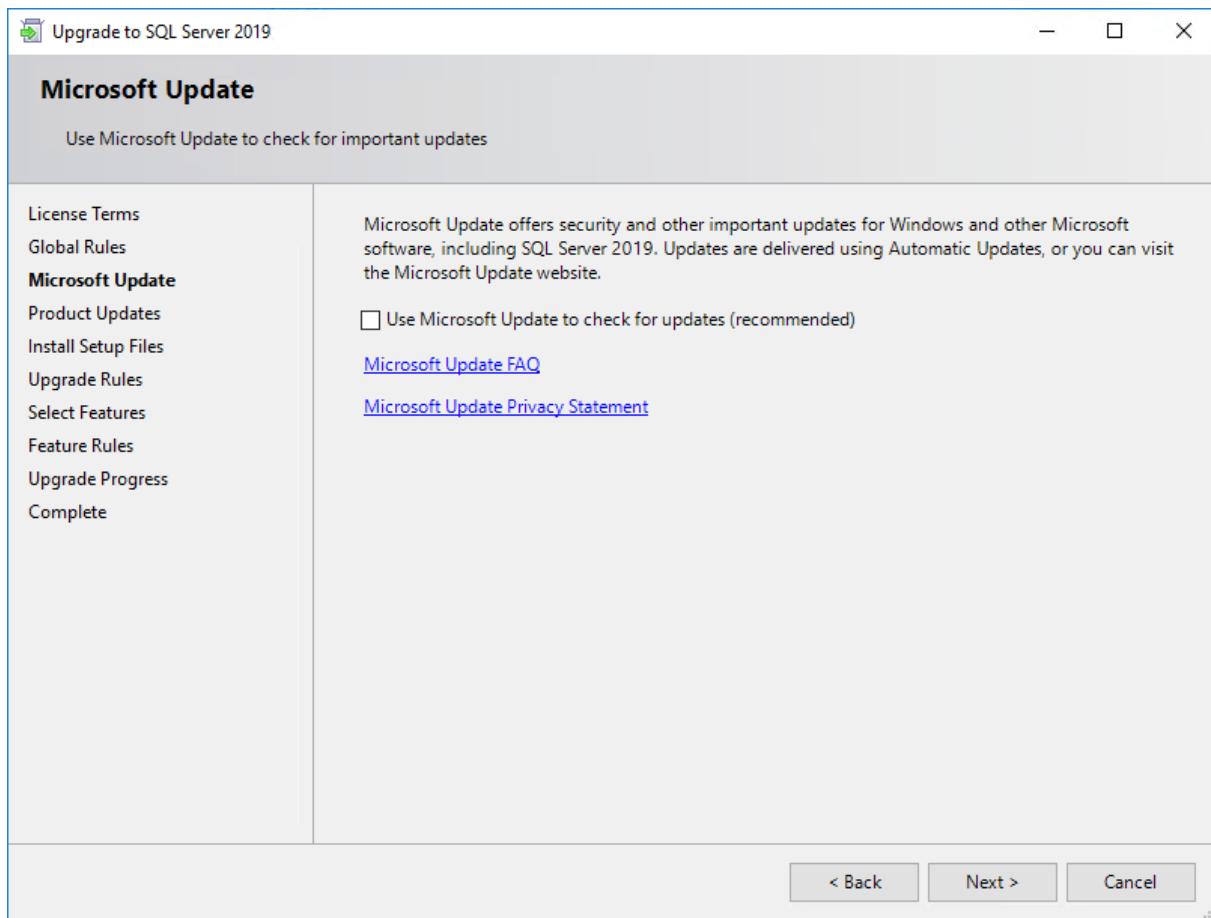 Upgrade to SQL Server 2019
Microsoft Update
Use Microsoft Update to check for important updates
License Terms
Global Rules
Microsoft Update
Product Updates
Install Setup Files
Upgrade Rules
Select Features
Feature Rules
Upgrade Progress
Complete
Microsoft Update offers security and other important updates for Windows and other Microsoft
software, including SQL Server 2019. Updates are delivered using Automatic Updates, or you can visit
the Microsoft Update website.
Use Microsoft Update to check for updates (recommended)
Microsoft Update FAQ
Microsoft Update Privacy Statement
< Back
Next >
Cancel